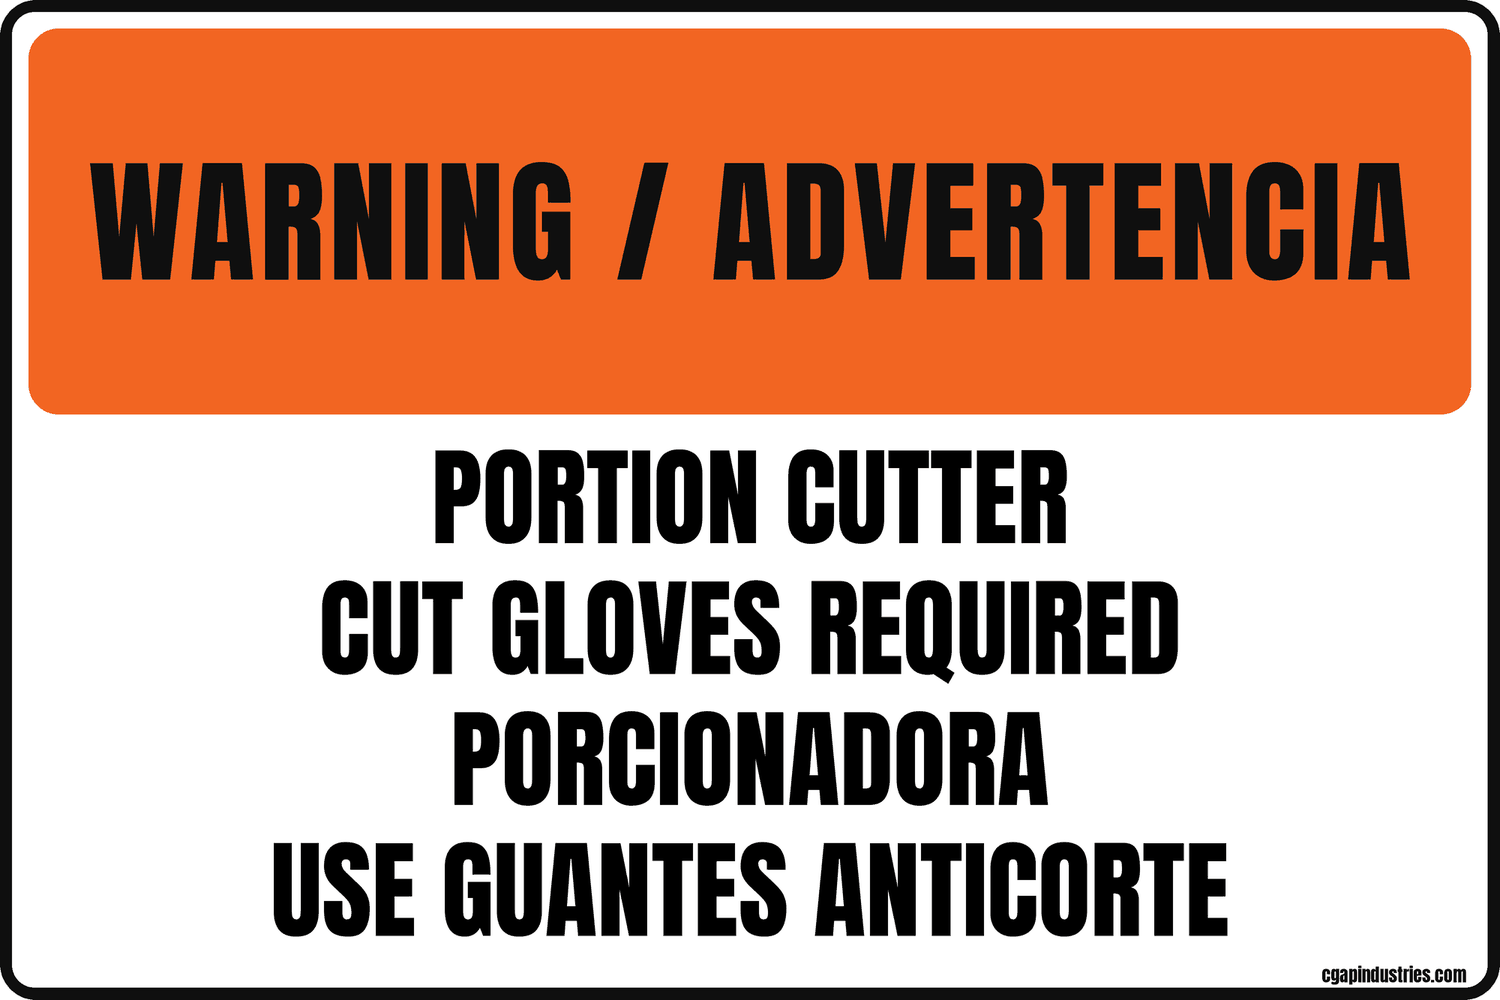 WARNING / ADVERTENCIA
PORTION CUTTER
CUT GLOVES REQUIRED
PORCIONADORA
USE GUANTES ANTICORTE
cgapindustries.com